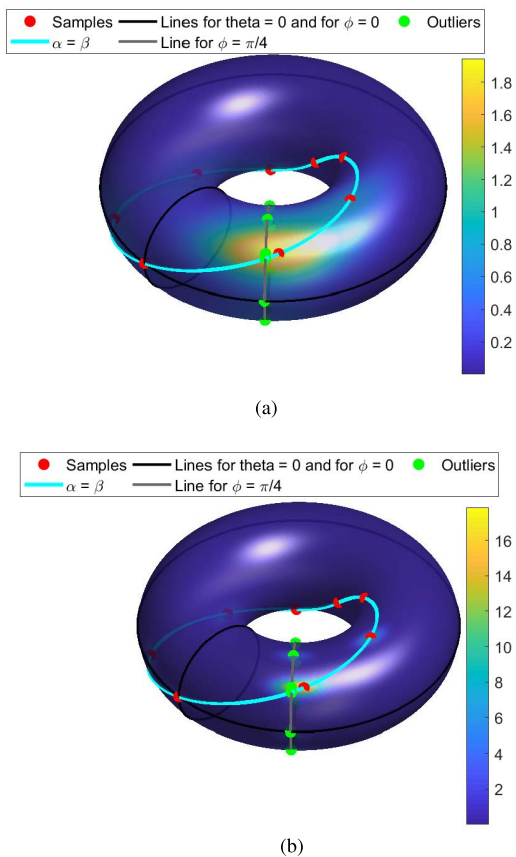 Samples Lines for theta = 0 and for ϕ = 0 Outliers
α = β Line for ϕ = π/4
1.8
1.6
1.4
1.2
1
0.8
0.6
0.4
0.2
(a)
Samples Lines for theta = 0 and for ϕ = 0 Outliers
α = β Line for ϕ = π/4
16
14
12
10
8
6
4
2
(b)